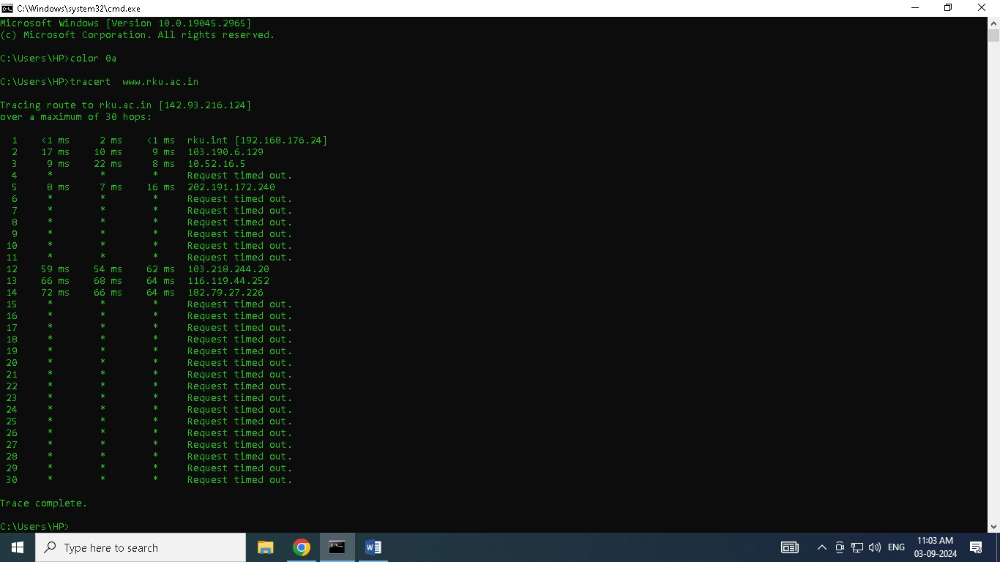 C:\Windows\system32\cmd.exe
Microsoft Windows [Version 10.0.19045.2965]
(c) Microsoft Corporation. All rights reserved.
C:\Users\HP>color 0a
C:\Users\HP>tracert  www.rku.ac.in
Tracing route to rku.ac.in [142.93.216.124]
over a maximum of 30 hops:
  1    <1 ms     2 ms    <1 ms  rku.int [192.168.176.24]
  2    17 ms    10 ms     9 ms  103.190.6.129
  3     9 ms    22 ms     8 ms  10.52.16.5
  4     *        *        *     Request timed out.
  5     8 ms     7 ms    16 ms  202.191.172.240
  6     *        *        *     Request timed out.
  7     *        *        *     Request timed out.
  8     *        *        *     Request timed out.
  9     *        *        *     Request timed out.
 10     *        *        *     Request timed out.
 11     *        *        *     Request timed out.
 12    59 ms    54 ms    62 ms  103.218.244.20
 13    66 ms    68 ms    64 ms  116.119.44.252
 14    72 ms    66 ms    64 ms  182.79.27.226
 15     *        *        *     Request timed out.
 16     *        *        *     Request timed out.
 17     *        *        *     Request timed out.
 18     *        *        *     Request timed out.
 19     *        *        *     Request timed out.
 20     *        *        *     Request timed out.
 21     *        *        *     Request timed out.
 22     *        *        *     Request timed out.
 23     *        *        *     Request timed out.
 24     *        *        *     Request timed out.
 25     *        *        *     Request timed out.
 26     *        *        *     Request timed out.
 27     *        *        *     Request timed out.
 28     *        *        *     Request timed out.
 29     *        *        *     Request timed out.
 30     *        *        *     Request timed out.
Trace complete.
C:\Users\HP>
Type here to search
ENG
11:03 AM
03-09-2024